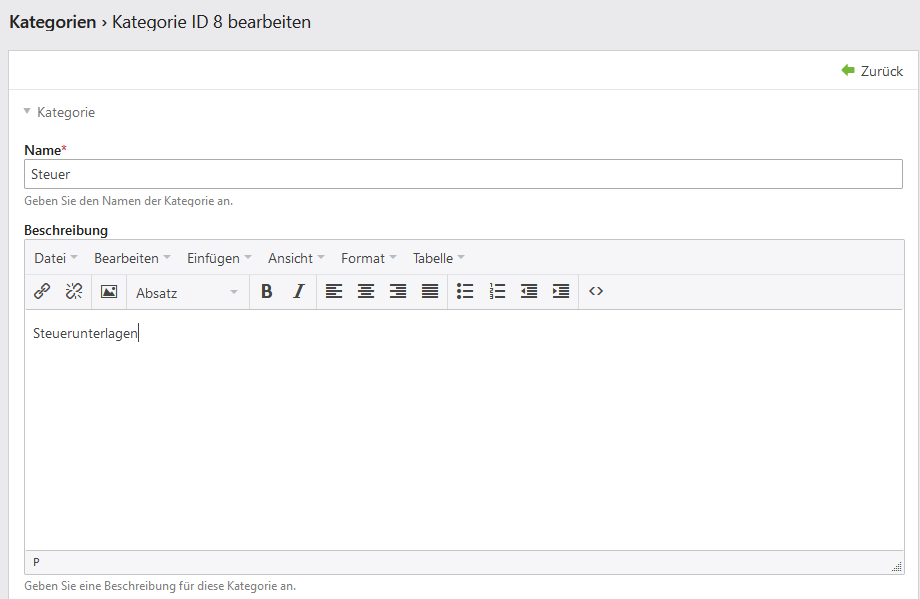 Kategorien › Kategorie ID 8 bearbeiten
Zurück
Kategorie
Name*
Steuer
Geben Sie den Namen der Kategorie an.
Beschreibung
Datei Bearbeiten Einfügen Ansicht Format Tabelle
Absatz B I
Steuerunterlagen
P
Geben Sie eine Beschreibung für diese Kategorie an.